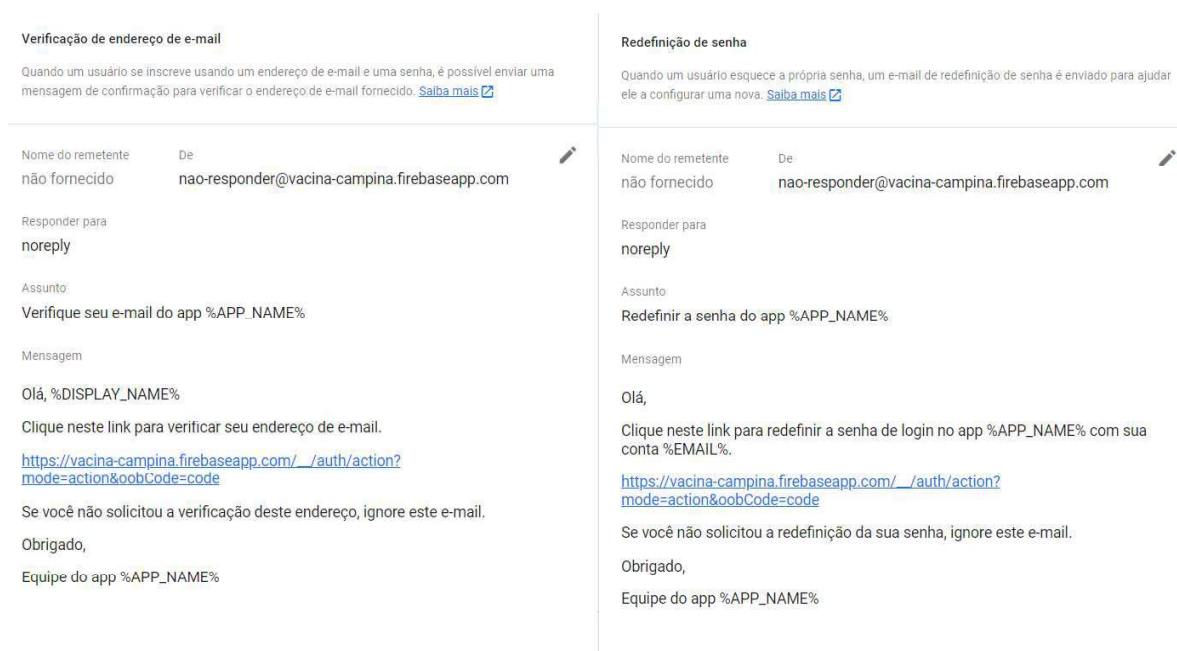 Verificação de endereço de e-mail
Quando um usuário se inscreve usando um endereço de e-mail e uma senha, é possível enviar uma
mensagem de confirmação para verificar o endereço de e-mail fornecido. Saiba mais
Nome do remetente De
não fornecido nao-responder@vacina-campina.firebaseapp.com
Responder para
noreply
Assunto
Verifique seu e-mail do app %APP_NAME%
Mensagem
Olá, %DISPLAY_NAME%
Clique neste link para verificar seu endereço de e-mail.
https://vacina-campina.firebaseapp.com/__/auth/action?
mode=action&oobCode=code
Se você não solicitou a verificação deste endereço, ignore este e-mail.
Obrigado,
Equipe do app %APP_NAME%
Redefinição de senha
Quando um usuário esquece a própria senha, um e-mail de redefinição de senha é enviado para ajudar
ele a configurar uma nova. Saiba mais
Nome do remetente De
não fornecido nao-responder@vacina-campina.firebaseapp.com
Responder para
noreply
Assunto
Redefinir a senha do app %APP_NAME%
Mensagem
Olá,
Clique neste link para redefinir a senha de login no app %APP_NAME% com sua
conta %EMAIL%.
https://vacina-campina.firebaseapp.com/__/auth/action?
mode=action&oobCode=code
Se você não solicitou a redefinição da sua senha, ignore este e-mail.
Obrigado,
Equipe do app %APP_NAME%